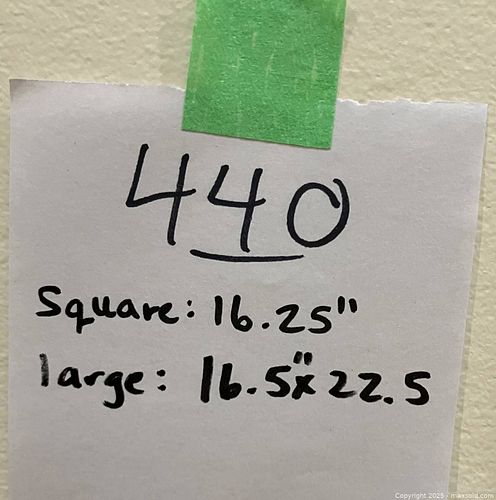 440
Square: 16.25"
large: 16.5"x 22.5
Copyright 2025 - maxsold.com